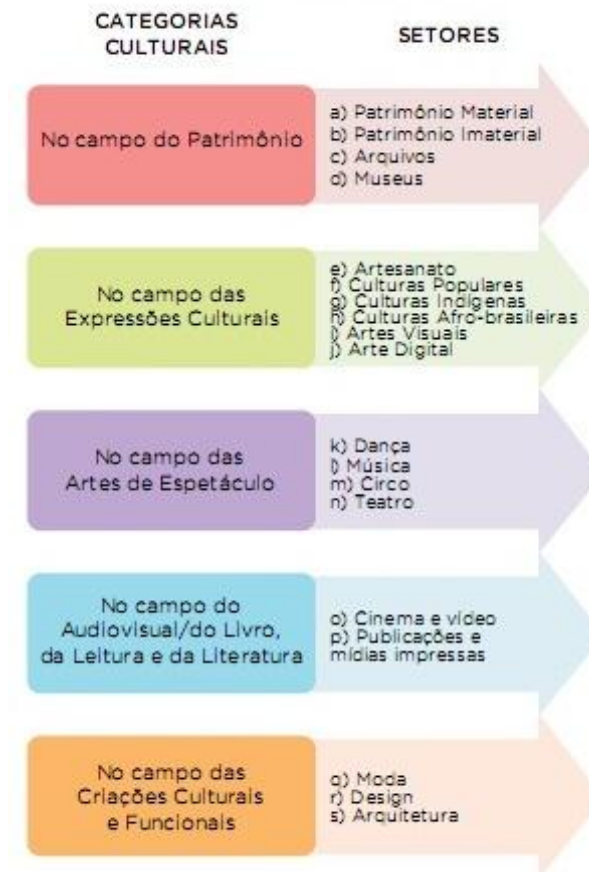 CATEGORIAS
CULTURAIS
SETORES
No campo do Patrimônio
a) Patrimônio Material
b) Patrimônio Imaterial
c) Arquivos
d) Museus
No campo das
Expressões Culturais
e) Artesanato
f) Culturas Populares
g) Culturas Indígenas
h) Culturas Afro-brasileiras
i) Artes Visuais
j) Arte Digital
No campo das
Artes de Espetáculo
k) Dança
l) Música
m) Circo
n) Teatro
No campo do
Audiovisual/do Livro,
da Leitura e da Literatura
o) Cinema e vídeo
p) Publicações e
mídias impressas
No campo das
Criações Culturais
e Funcionais
q) Moda
r) Design
s) Arquitetura